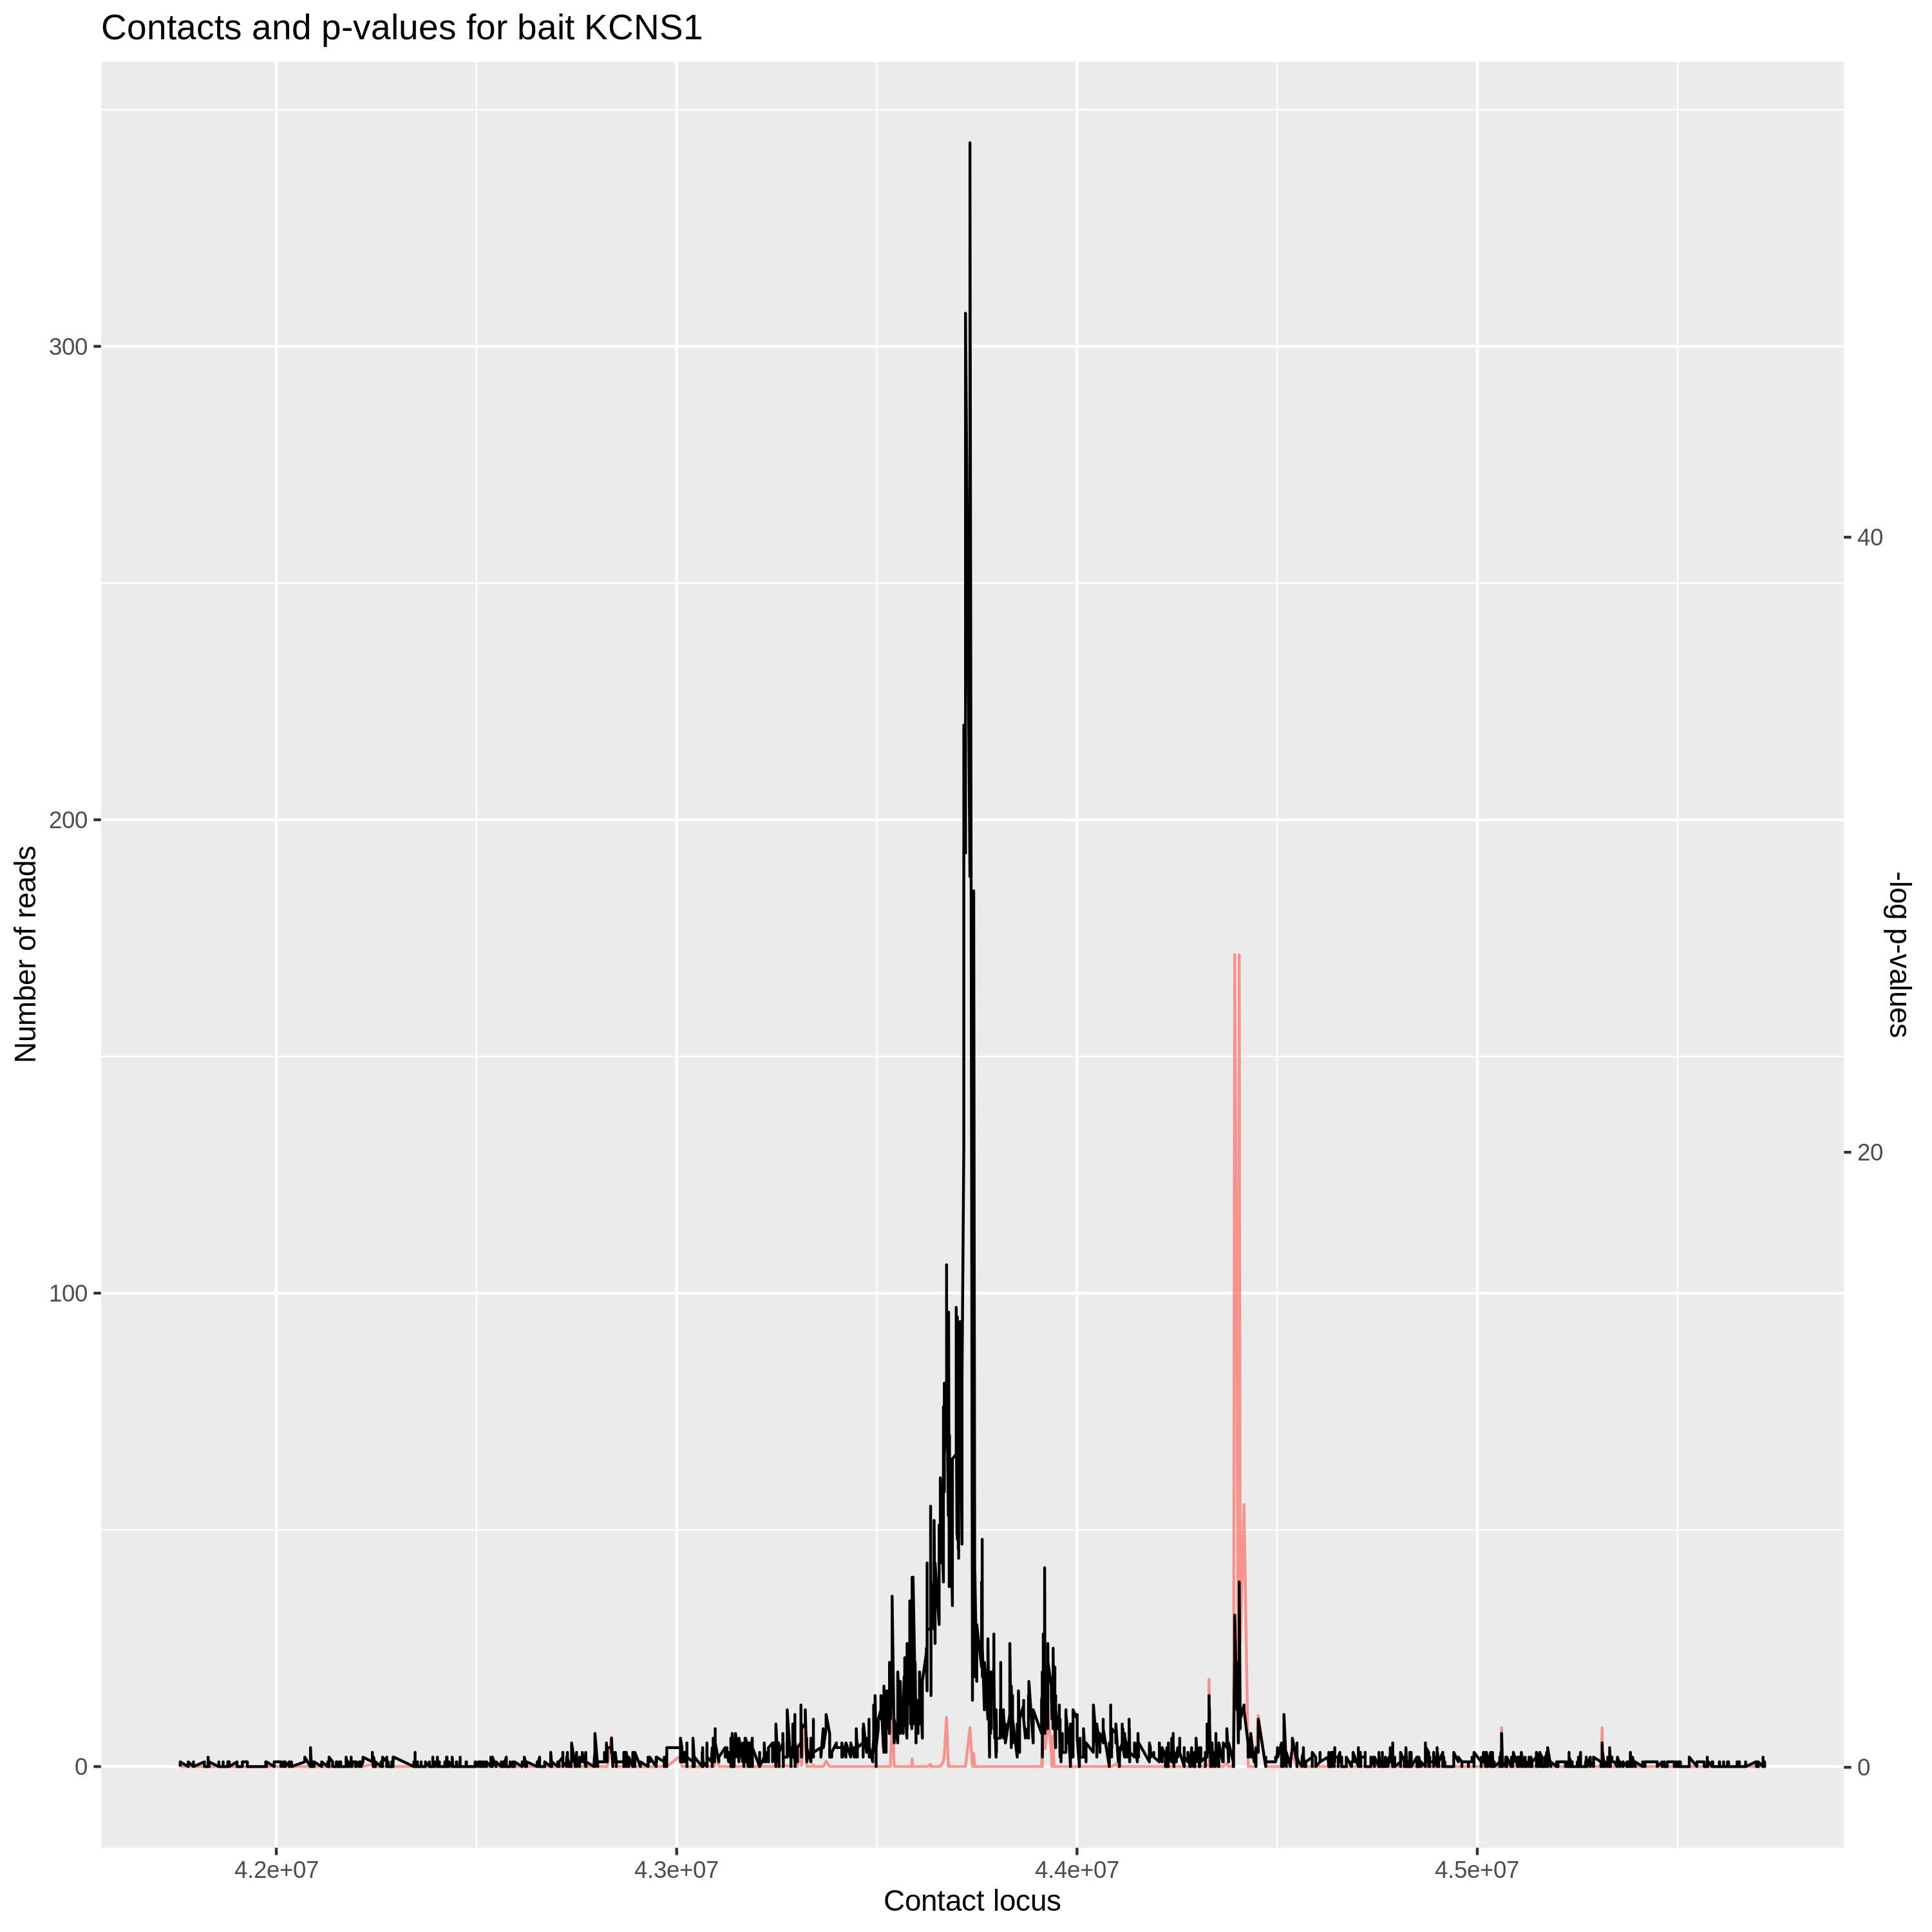 Contacts and p-values for bait KCNS1
300
200
100
0
Number of reads
40
20
0
-log p-values
4.2e+07
4.3e+07
4.4e+07
4.5e+07
Contact locus